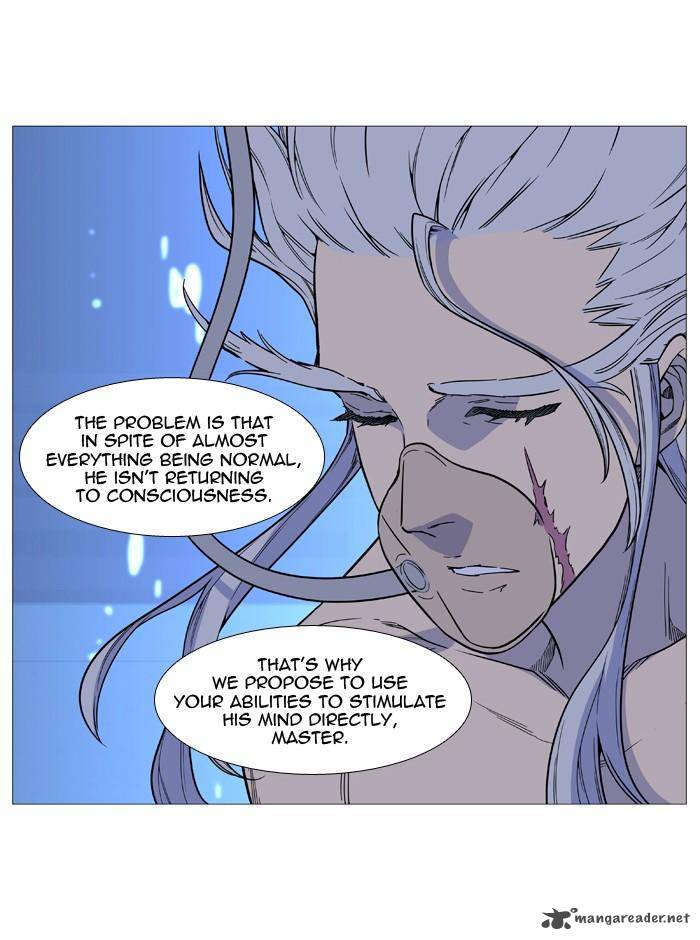 THE PROBLEM IS THAT
IN SPITE OF ALMOST
EVERYTHING BEING NORMAL,
HE ISN'T RETURNING
TO CONSCIOUSNESS.
THAT'S WHY
WE PROPOSE TO USE
YOUR ABILITIES TO STIMULATE
HIS MIND DIRECTLY,
MASTER.
mangareader.net